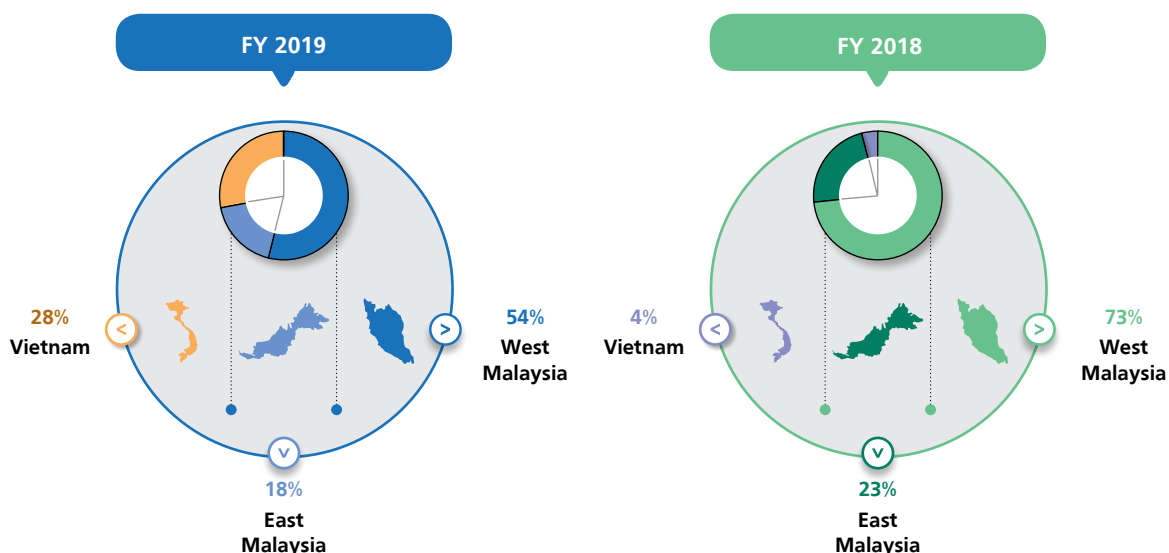 FY 2019
28%
Vietnam
54%
West
Malaysia
18%
East
Malaysia
FY 2018
4%
Vietnam
73%
West
Malaysia
23%
East
Malaysia